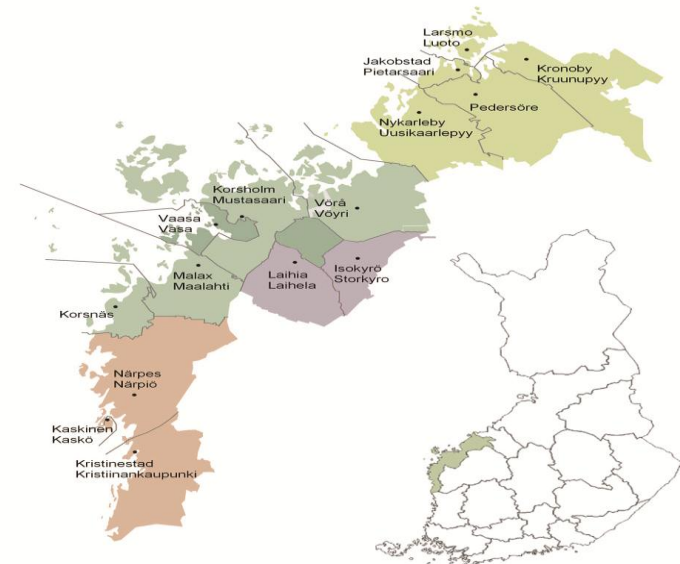 Larsmo
Luoto
Jakobstad
Pietarsaari
Kronoby
Kruunupyy
Pedersöre
Nykarleby
Uusikaarlepyy
Korsholm
Mustasaari
Vörå
Vöyri
Vaasa
Vasa
Malax
Maalahti
Laihia
Laihela
Isokyrö
Storkyro
Korsnäs
Närpes
Närpiö
Kaskinen
Kaskö
Kristinestad
Kristiinankaupunki